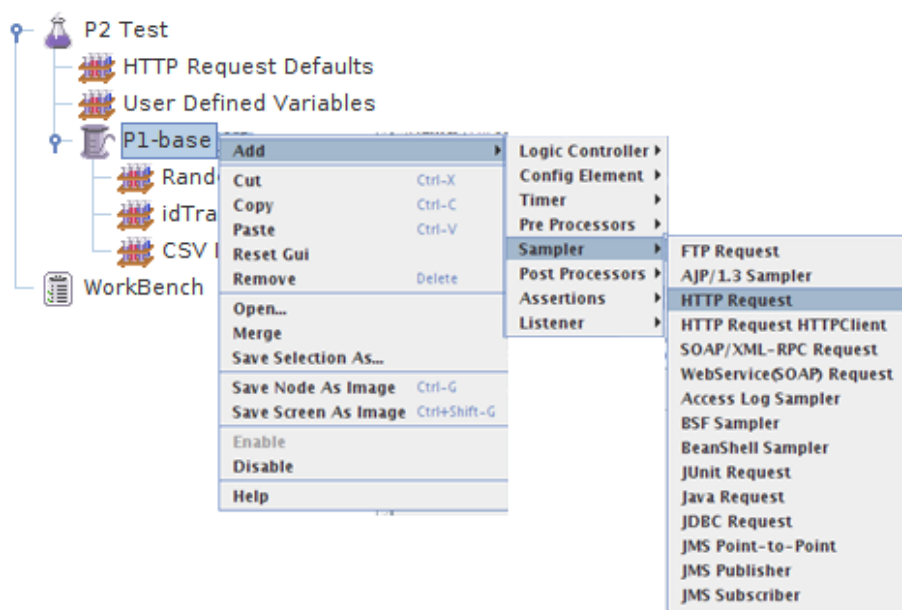 P2 Test
HTTP Request Defaults
User Defined Variables
P1-base
Rand
idTra
CSV
WorkBench
Add
Cut Ctrl-X
Copy Ctrl-C
Paste Ctrl-V
Reset Gui
Remove Delete
Open...
Merge
Save Selection As...
Save Node As Image Ctrl-G
Save Screen As Image Ctrl+Shift-G
Enable
Disable
Help
Logic Controller
Config Element
Timer
Pre Processors
Sampler
Post Processors
Assertions
Listener
FTP Request
AJP/1.3 Sampler
HTTP Request
HTTP Request HTTPClient
SOAP/XML-RPC Request
WebService(SOAP) Request
Access Log Sampler
BSF Sampler
BeanShell Sampler
JUnit Request
Java Request
JDBC Request
JMS Point-to-Point
JMS Publisher
JMS Subscriber